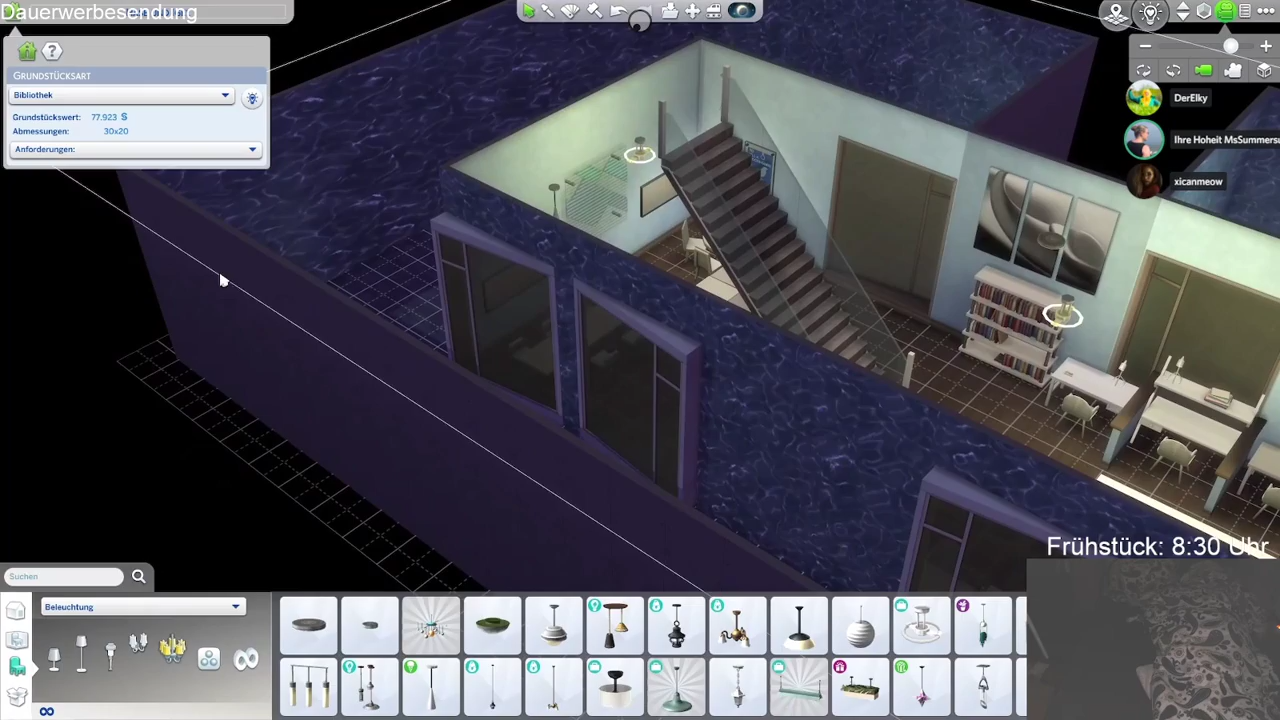 Dauerwerbesendung
GRUNDSTÜCKSART
Bibliothek
Grundstückswert: 77.923 §
Abmessungen: 30x20
Anforderungen:
DerElky
Ihre Hoheit MsSummersu
xicanmeow
Frühstück: 8:30 Uhr
Suchen
Beleuchtung